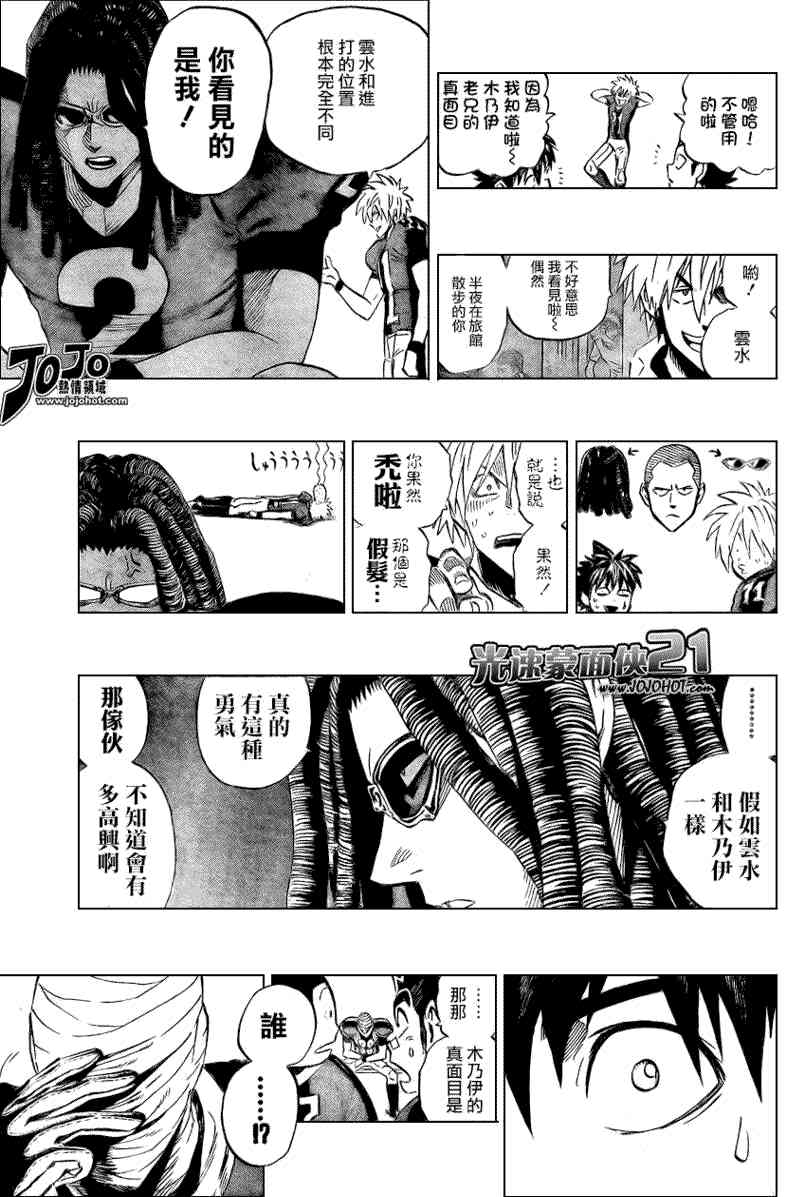 嗯哈！
不管用
的啦
因為
我知道啦～
木乃伊
老兄的
真面目
喲！
雲水
不好意思
我看見啦～
偶然
半夜在旅館
散步的你
雲水和進
打的位置
根本完全不同
你看見的
是我！
JOJO
熱情領域
www.jojohot.com
…也
就是說
果然！
你果然
禿啦
那個是
假髮…
しゅううう
光速蒙面俠21
www.JOJOHOT.com
………
假如雲水
和木乃伊
一樣
真的
有這種
勇氣
那傢伙
不知道會有
多高興啊
……
那那
木乃伊的
真面目是
誰
……!?